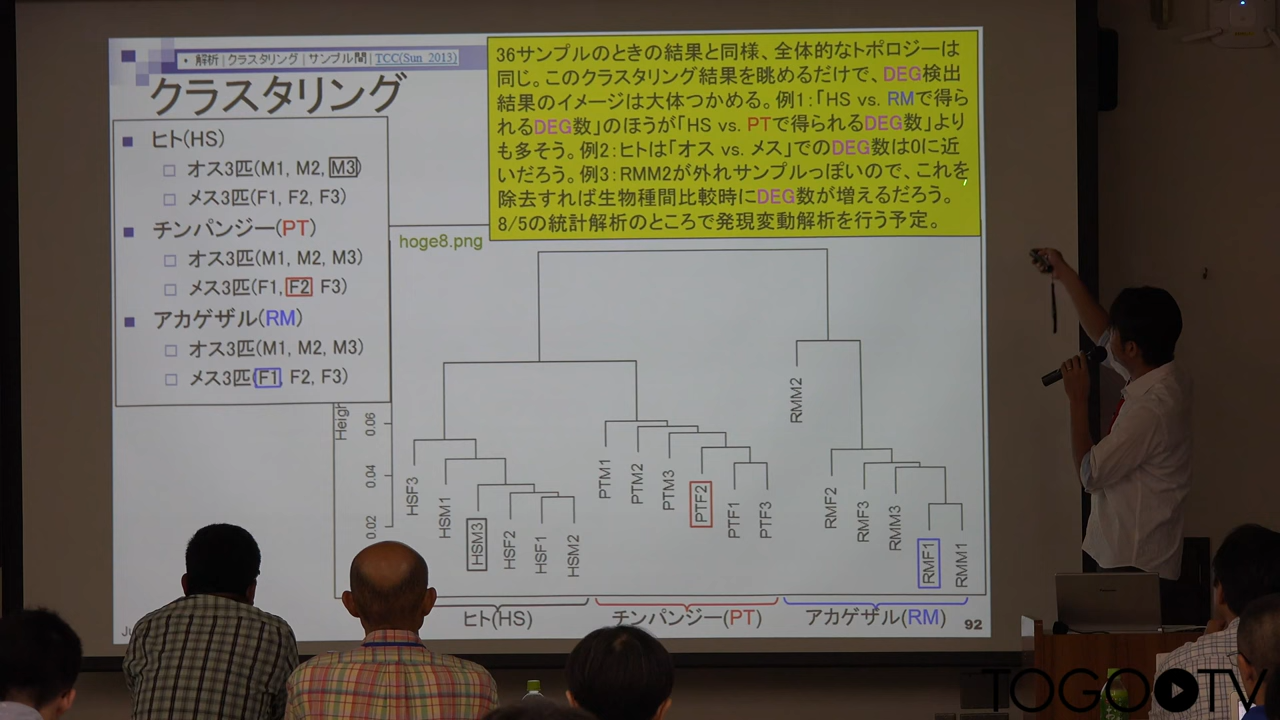 • 解析 | クラスタリング | サンプル間 | TCC(Sun_2013)
クラスタリング
36サンプルのときの結果と同様、全体的なトポロジーは
同じ。このクラスタリング結果を眺めるだけで、DEG検出
結果のイメージは大体つかめる。例1:「HS vs. RMで得ら
れるDEG数」のほうが「HS vs. PTで得られるDEG数」より
も多そう。例2:ヒトは「オス vs. メス」でのDEG数は0に近
いだろう。例3:RMM2が外れサンプルっぽいので、これを
除去すれば生物種間比較時にDEG数が増えるだろう。
8/5の統計解析のところで発現変動解析を行う予定。
ヒト(HS)
オス3匹(M1, M2, M3)
メス3匹(F1, F2, F3)
チンパンジー(PT)
オス3匹(M1, M2, M3)
メス3匹(F1, F2, F3)
アカゲザル(RM)
オス3匹(M1, M2, M3)
メス3匹(F1, F2, F3)
hoge8.png
0.06
0.04
0.02
HSF3
HSM1
HSM3
HSF2
HSF1
HSM2
PTM1
PTM2
PTM3
PTF2
PTF1
PTF3
RMM2
RMF2
RMF3
RMM3
RMF1
RMM1
ヒト(HS)
チンパンジー(PT)
アカゲザル(RM)
92
TOGO TV